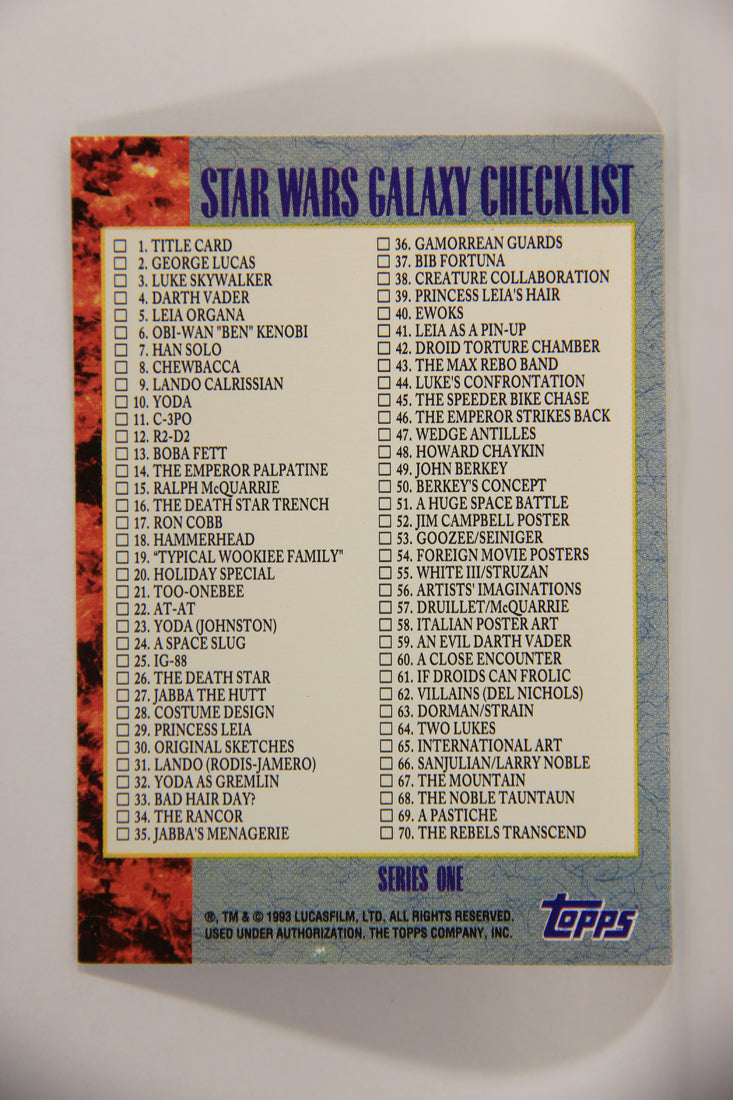 STAR WARS GALAXY CHECKLIST
☐ 1. TITLE CARD
☐ 2. GEORGE LUCAS
☐ 3. LUKE SKYWALKER
☐ 4. DARTH VADER
☐ 5. LEIA ORGANA
☐ 6. OBI-WAN "BEN" KENOBI
☐ 7. HAN SOLO
☐ 8. CHEWBACCA
☐ 9. LANDO CALRISSIAN
☐ 10. YODA
☐ 11. C-3PO
☐ 12. R2-D2
☐ 13. BOBA FETT
☐ 14. THE EMPEROR PALPATINE
☐ 15. RALPH McQUARRIE
☐ 16. THE DEATH STAR TRENCH
☐ 17. RON COBB
☐ 18. HAMMERHEAD
☐ 19. "TYPICAL WOOKIEE FAMILY"
☐ 20. HOLIDAY SPECIAL
☐ 21. TOO-ONEBEE
☐ 22. AT-AT
☐ 23. YODA (JOHNSTON)
☐ 24. A SPACE SLUG
☐ 25. IG-88
☐ 26. THE DEATH STAR
☐ 27. JABBA THE HUTT
☐ 28. COSTUME DESIGN
☐ 29. PRINCESS LEIA
☐ 30. ORIGINAL SKETCHES
☐ 31. LANDO (RODIS-JAMERO)
☐ 32. YODA AS GREMLIN
☐ 33. BAD HAIR DAY?
☐ 34. THE RANCOR
☐ 35. JABBA'S MENAGERIE
☐ 36. GAMORREAN GUARDS
☐ 37. BIB FORTUNA
☐ 38. CREATURE COLLABORATION
☐ 39. PRINCESS LEIA'S HAIR
☐ 40. EWOKS
☐ 41. LEIA AS A PIN-UP
☐ 42. DROID TORTURE CHAMBER
☐ 43. THE MAX REBO BAND
☐ 44. LUKE'S CONFRONTATION
☐ 45. THE SPEEDER BIKE CHASE
☐ 46. THE EMPEROR STRIKES BACK
☐ 47. WEDGE ANTILLES
☐ 48. HOWARD CHAYKIN
☐ 49. JOHN BERKEY
☐ 50. BERKEY'S CONCEPT
☐ 51. A HUGE SPACE BATTLE
☐ 52. JIM CAMPBELL POSTER
☐ 53. GOOZEE/SEINIGER
☐ 54. FOREIGN MOVIE POSTERS
☐ 55. WHITE III/STRUZAN
☐ 56. ARTISTS' IMAGINATIONS
☐ 57. DRUILLET/McQUARRIE
☐ 58. ITALIAN POSTER ART
☐ 59. AN EVIL DARTH VADER
☐ 60. A CLOSE ENCOUNTER
☐ 61. IF DROIDS CAN FROLIC
☐ 62. VILLAINS (DEL NICHOLS)
☐ 63. DORMAN/STRAIN
☐ 64. TWO LUKES
☐ 65. INTERNATIONAL ART
☐ 66. SANJULIAN/LARRY NOBLE
☐ 67. THE MOUNTAIN
☐ 68. THE NOBLE TAUNTAUN
☐ 69. A PASTICHE
☐ 70. THE REBELS TRANSCEND
SERIES ONE
®, TM & © 1993 LUCASFILM, LTD. ALL RIGHTS RESERVED.
USED UNDER AUTHORIZATION. THE TOPPS COMPANY, INC.
topps